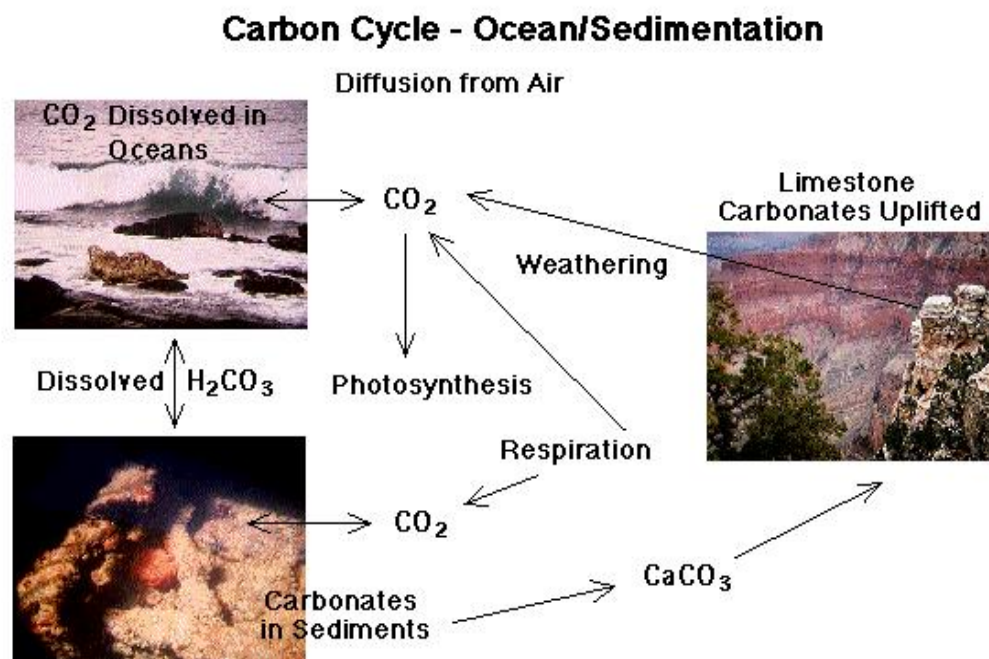 Carbon Cycle - Ocean/Sedimentation
Diffusion from Air
CO₂ Dissolved in
Oceans
CO₂
Limestone
Carbonates Uplifted
Weathering
Dissolved
H₂CO₃
Photosynthesis
Respiration
CO₂
CaCO₃
Carbonates
in Sediments